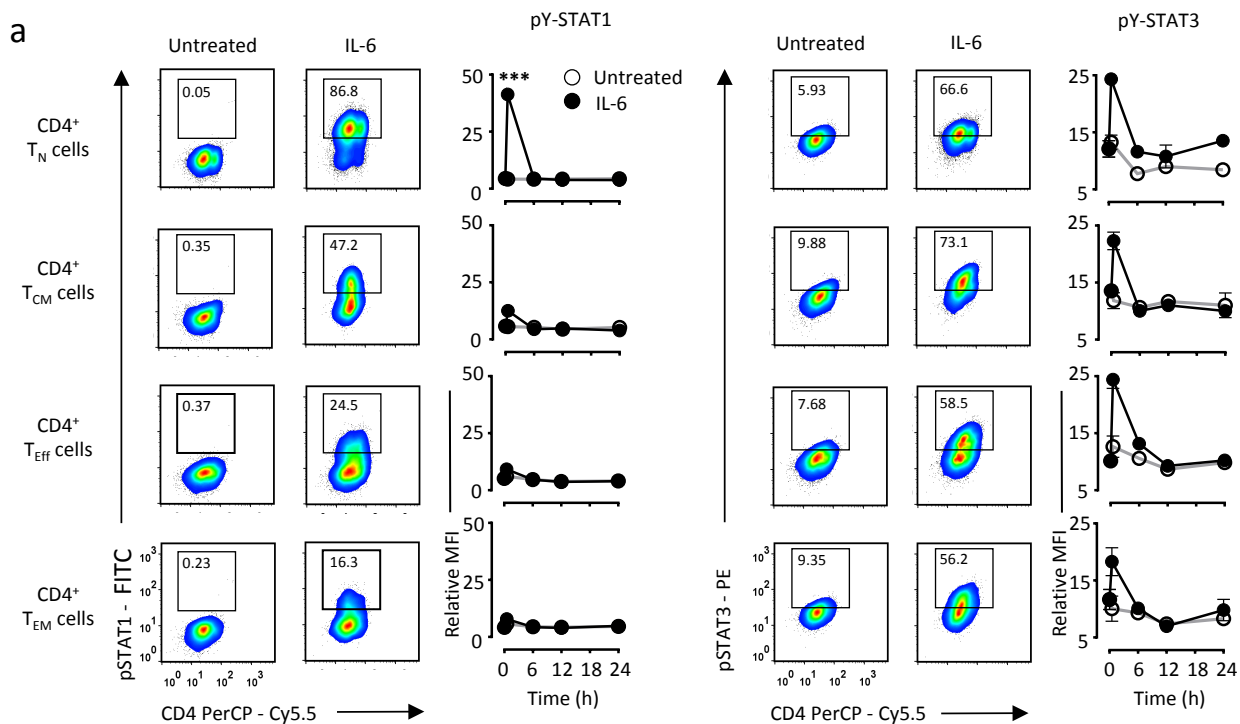 a
pY-STAT1
pY-STAT3
Untreated
IL-6
Untreated
IL-6
CD4⁺
T_N cells
0.05
86.8
50
25
0
***
Untreated
IL-6
5.93
66.6
25
15
5
CD4⁺
T_CM cells
0.35
47.2
50
25
0
9.88
73.1
25
15
5
CD4⁺
T_Eff cells
0.37
24.5
50
25
0
7.68
58.5
25
15
5
CD4⁺
T_EM cells
pSTAT1 - FITC
10³
10²
10¹
10⁰
0.23
10⁰ 10¹ 10² 10³
16.3
Relative MFI
50
25
0
0 6 12 18 24
Time (h)
CD4 PerCP - Cy5.5
pSTAT3 - PE
10³
10²
10¹
10⁰
9.35
10⁰ 10¹ 10² 10³
56.2
Relative MFI
25
15
5
0 6 12 18 24
Time (h)
CD4 PerCP - Cy5.5